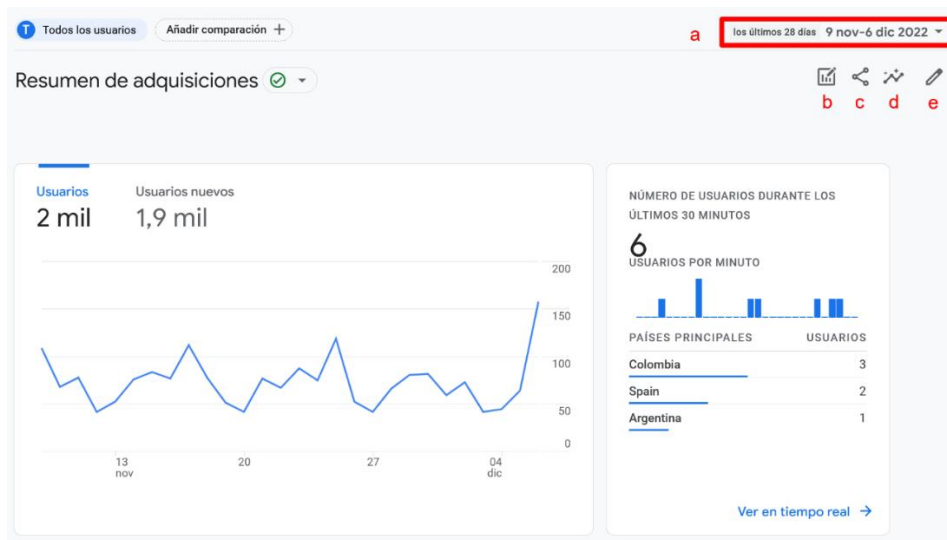 T Todos los usuarios Añadir comparación +
a los últimos 28 días 9 nov-6 dic 2022
Resumen de adquisiciones
b c d e
Usuarios Usuarios nuevos
2 mil 1,9 mil
200
150
100
50
0
13 20 27 04
nov dic
NÚMERO DE USUARIOS DURANTE LOS
ÚLTIMOS 30 MINUTOS
6
USUARIOS POR MINUTO
PAÍSES PRINCIPALES USUARIOS
Colombia 3
Spain 2
Argentina 1
Ver en tiempo real →